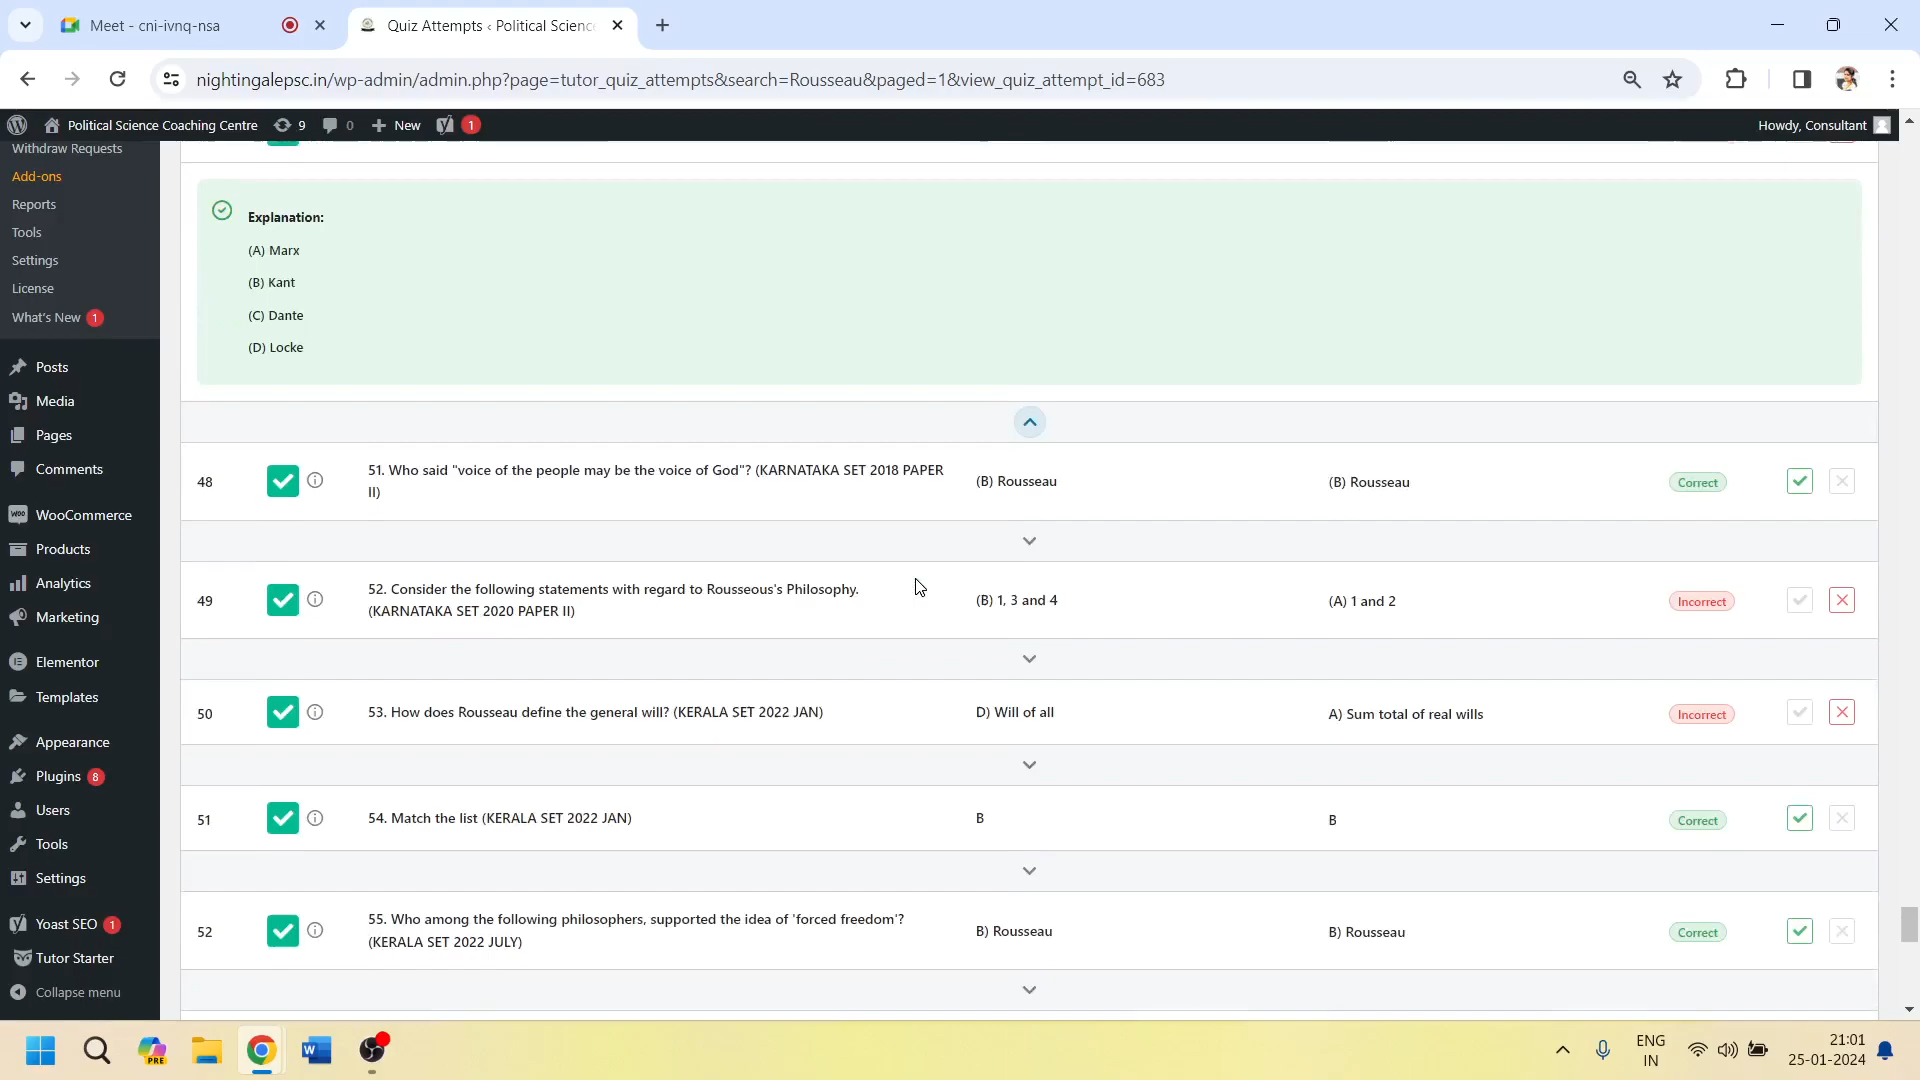 Meet - cni-ivnq-nsa
Quiz Attempts ‹ Political Science
nightingalepsc.in/wp-admin/admin.php?page=tutor_quiz_attempts&search=Rousseau&paged=1&view_quiz_attempt_id=683
Political Science Coaching Centre 9 0 New 1 Howdy, Consultant
Withdraw Requests
Add-ons
Reports
Tools
Settings
License
What's New 1
Posts
Media
Pages
Comments
WooCommerce
Products
Analytics
Marketing
Elementor
Templates
Appearance
Plugins 8
Users
Tools
Settings
Yoast SEO 1
Tutor Starter
Collapse menu
Explanation:
(A) Marx
(B) Kant
(C) Dante
(D) Locke
48 51. Who said "voice of the people may be the voice of God"? (KARNATAKA SET 2018 PAPER
II) (B) Rousseau (B) Rousseau Correct
49 52. Consider the following statements with regard to Rousseous's Philosophy.
(KARNATAKA SET 2020 PAPER II) (B) 1, 3 and 4 (A) 1 and 2 Incorrect
50 53. How does Rousseau define the general will? (KERALA SET 2022 JAN) D) Will of all A) Sum total of real wills Incorrect
51 54. Match the list (KERALA SET 2022 JAN) B B Correct
52 55. Who among the following philosophers, supported the idea of 'forced freedom'?
(KERALA SET 2022 JULY) B) Rousseau B) Rousseau Correct
PRE
ENG
IN
21:01
25-01-2024